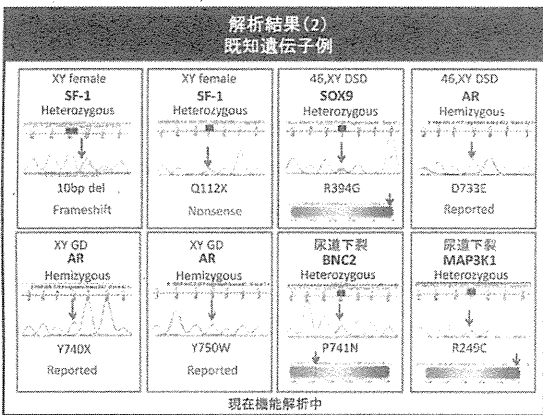 解析結果(2)
既知遺伝子例
XY female
SF-1
Heterozygous
10bp del
Frameshift
XY female
SF-1
Heterozygous
Q112X
Nonsense
46,XY DSD
SOX9
Heterozygous
R394G
46,XY DSD
AR
Hemizygous
D733E
Reported
XY GD
AR
Hemizygous
Y740X
Reported
XY GD
AR
Hemizygous
Y750W
Reported
尿道下裂
BNC2
Heterozygous
P741N
尿道下裂
MAP3K1
Heterozygous
R249C
現在機能解析中